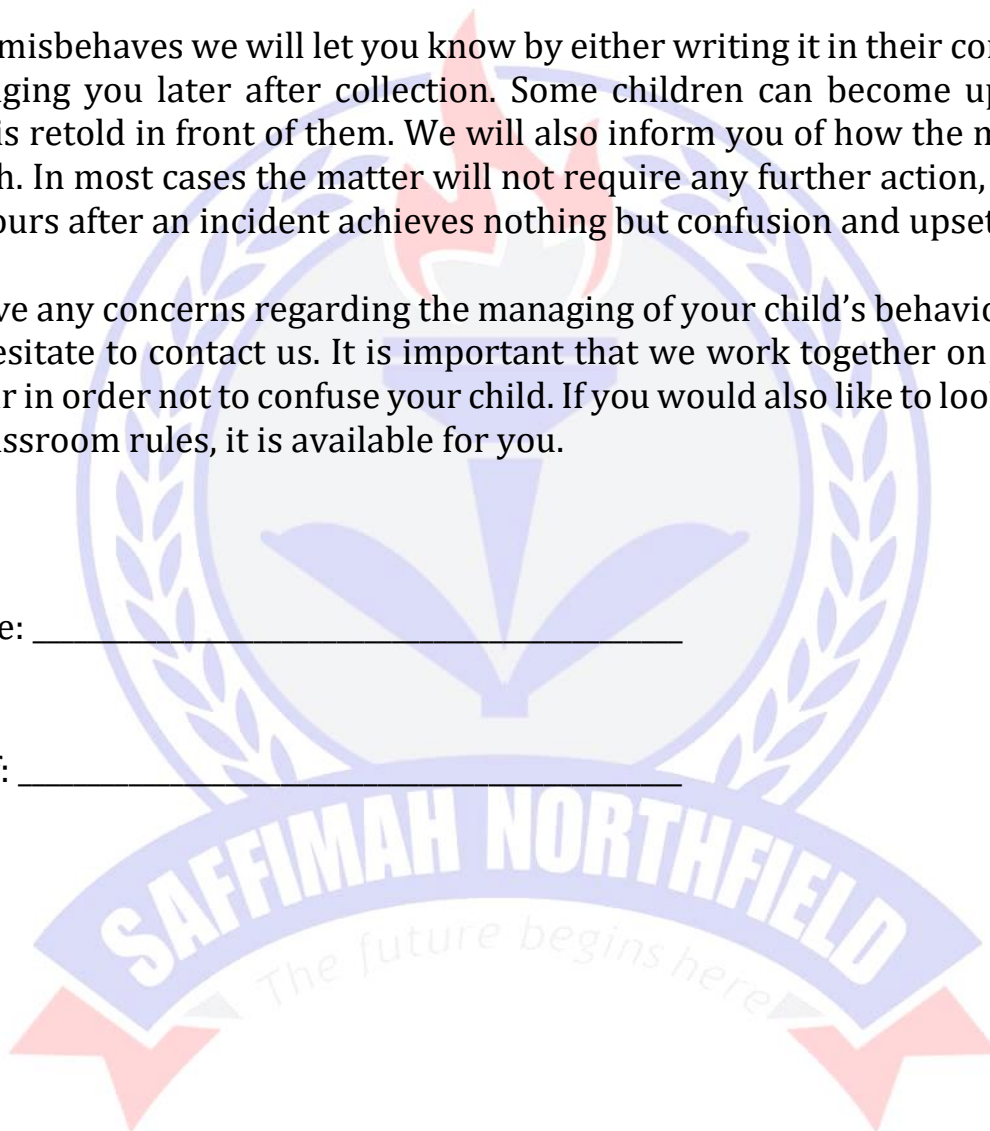 misbehaves we will let you know by either writing it in their co
ging you later after collection. Some children can become u
is retold in front of them. We will also inform you of how the
h. In most cases the matter will not require any further action,
ours after an incident achieves nothing but confusion and upset
ve any concerns regarding the managing of your child’s behavio
esitate to contact us. It is important that we work together on
r in order not to confuse your child. If you would also like to look
assroom rules, it is available for you.
e: ______________________________________________
f: _______________________________________________
SAFFIMAH NORTHFIELD
The future begins here